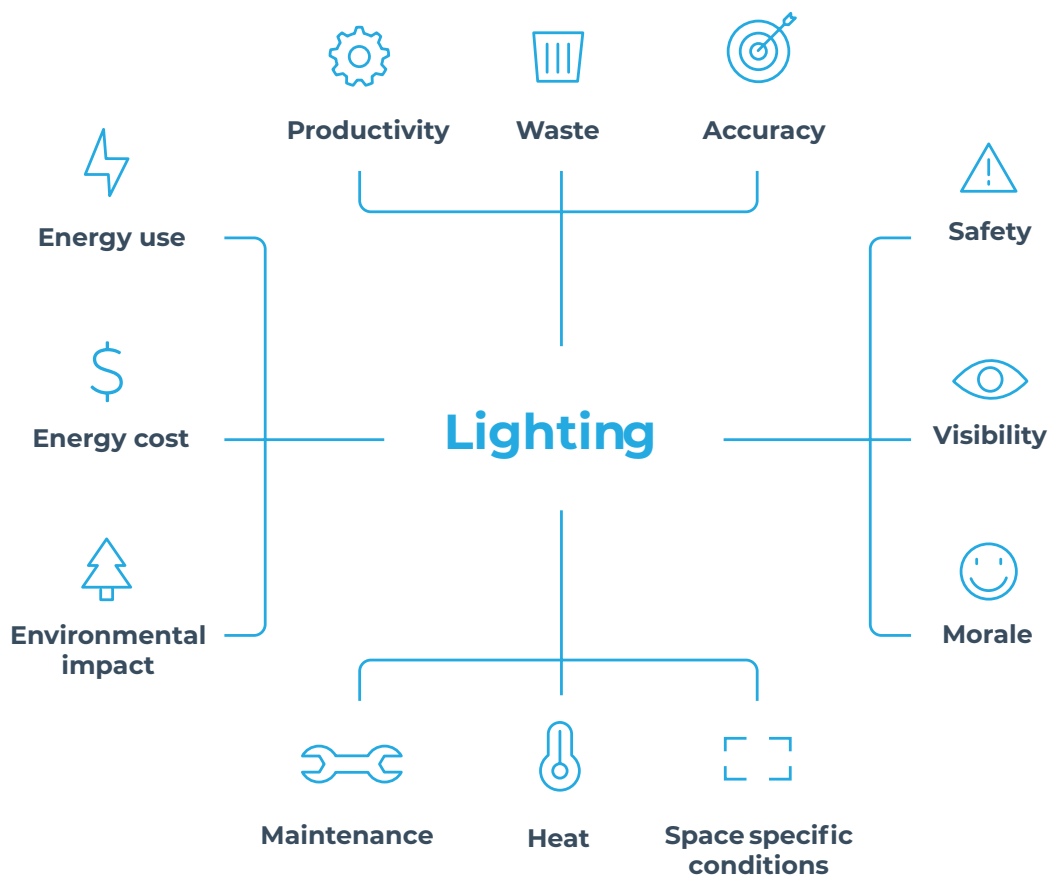 Productivity
Waste
Accuracy
Energy use
Safety
Energy cost
Lighting
Visibility
Environmental
impact
Morale
Maintenance
Heat
Space specific
conditions